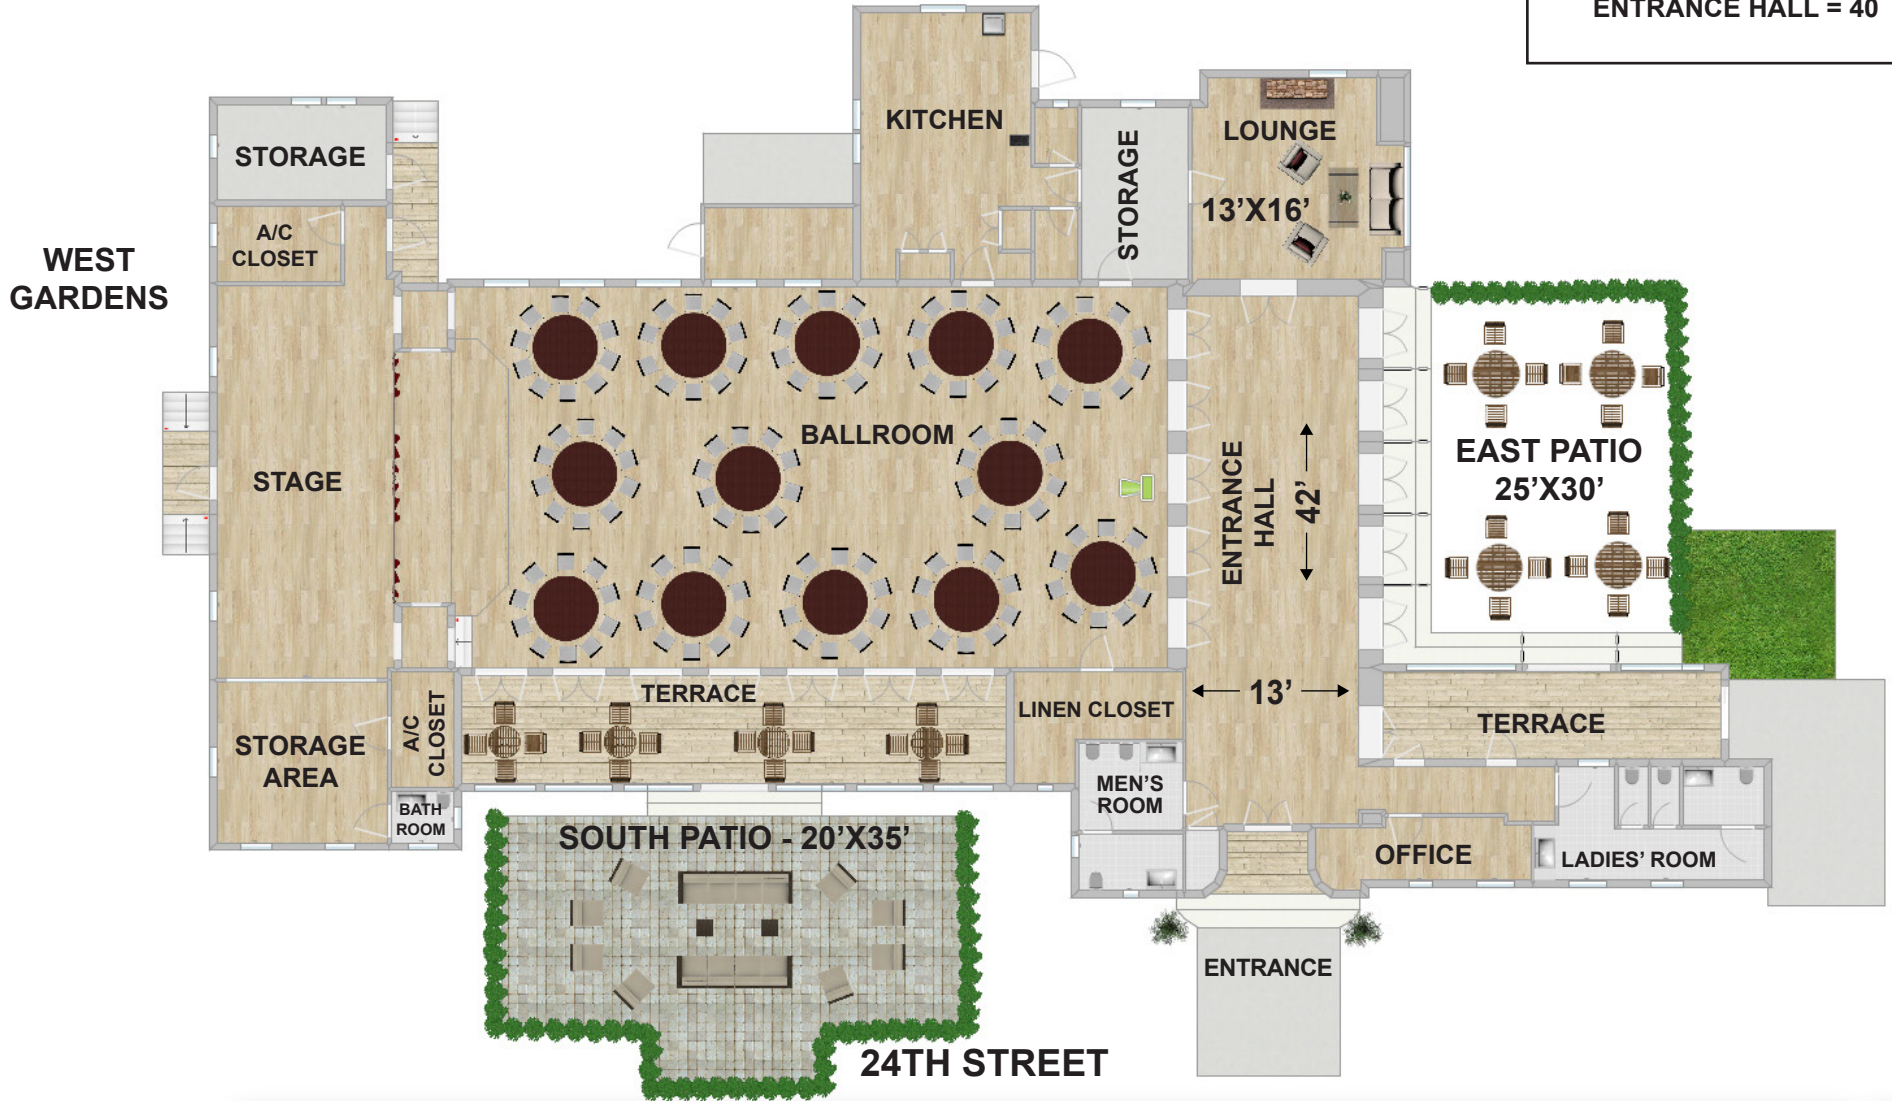 ENTRANCE HALL = 40
KITCHEN
LOUNGE
13’X16’
STORAGE
STORAGE
A/C
CLOSET
WEST
GARDENS
BALLROOM
STAGE
ENTRANCE
HALL
42’
13’
EAST PATIO
25’X30’
TERRACE
LINEN CLOSET
TERRACE
STORAGE
AREA
A/C
CLOSET
BATH
ROOM
MEN’S
ROOM
SOUTH PATIO - 20’X35’
OFFICE
LADIES’ ROOM
ENTRANCE
24TH STREET